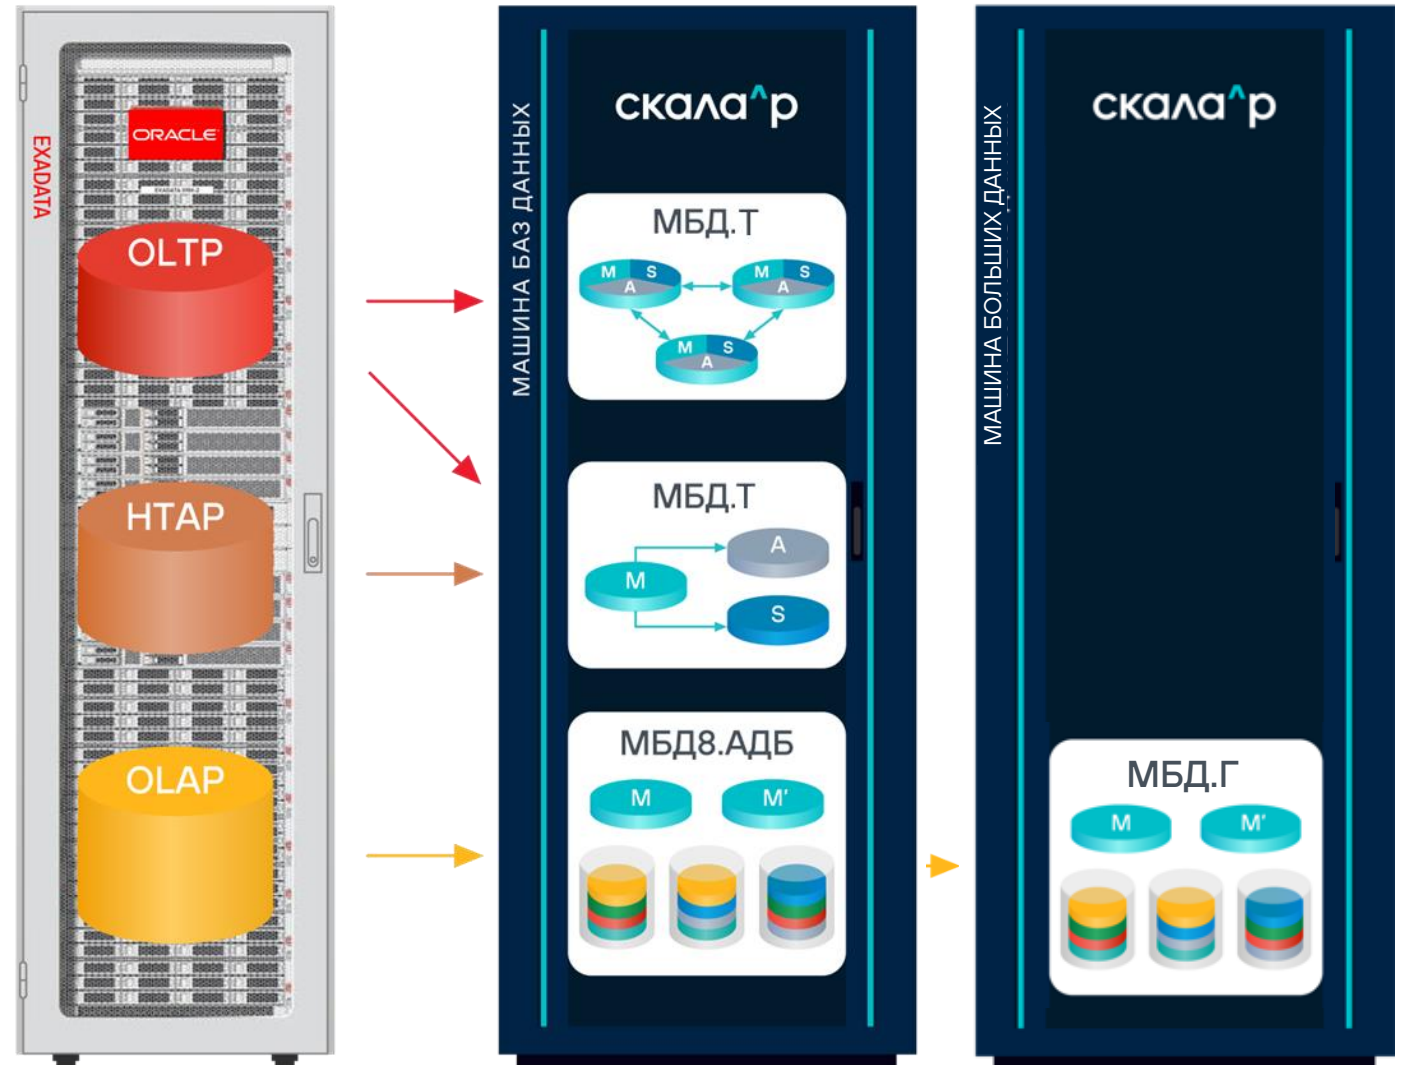 EXADATA
ORACLE
OLTP
HTAP
OLAP
МАШИНА БАЗ ДАННЫХ
скала^р
МБД.Т
M S A
M S A
M S A
МБД.Т
M
A
S
МБД8.АДБ
M M'
МАШИНА БОЛЬШИХ ДАННЫХ
скала^р
МБД.Г
M M'